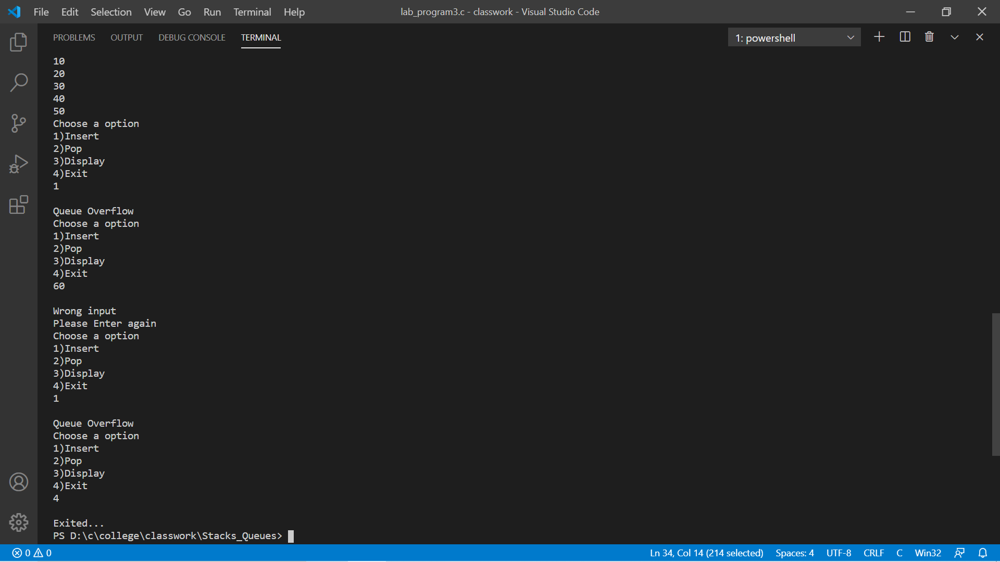 File Edit Selection View Go Run Terminal Help
lab_program3.c - classwork - Visual Studio Code
PROBLEMS OUTPUT DEBUG CONSOLE TERMINAL
1: powershell
10
20
30
40
50
Choose a option
1)Insert
2)Pop
3)Display
4)Exit
1
Queue Overflow
Choose a option
1)Insert
2)Pop
3)Display
4)Exit
60
Wrong input
Please Enter again
Choose a option
1)Insert
2)Pop
3)Display
4)Exit
1
Queue Overflow
Choose a option
1)Insert
2)Pop
3)Display
4)Exit
4
Exited...
PS D:\c\college\classwork\Stacks_Queues>
0 0
Ln 34, Col 14 (214 selected) Spaces: 4 UTF-8 CRLF C Win32